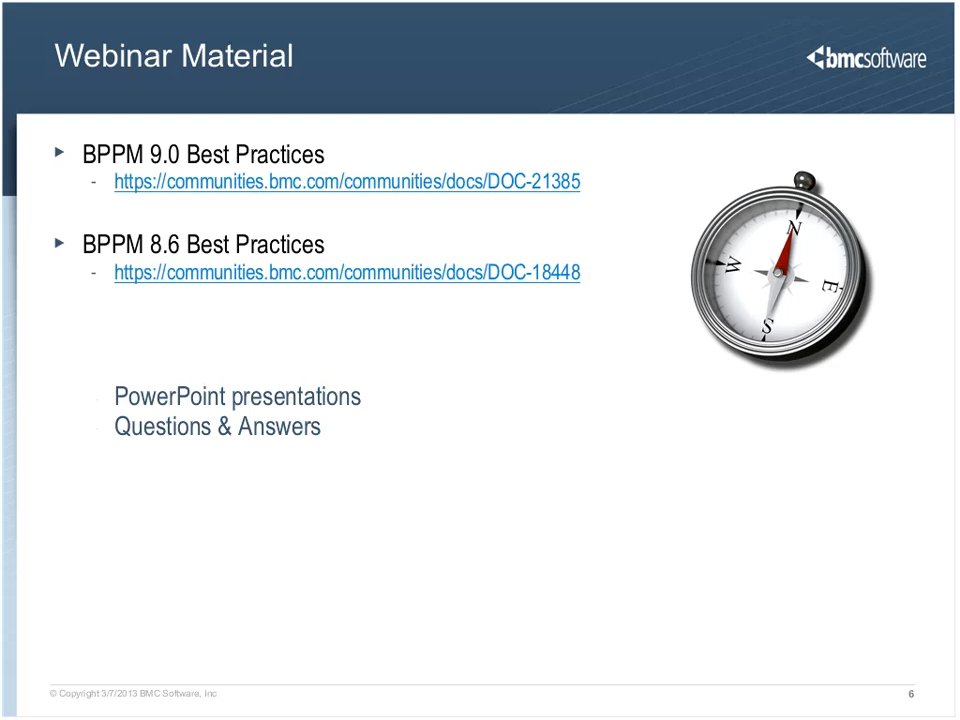 Webinar Material
bmcsoftware
BPPM 9.0 Best Practices
- https://communities.bmc.com/communities/docs/DOC-21385
BPPM 8.6 Best Practices
- https://communities.bmc.com/communities/docs/DOC-18448
N
W
E
S
PowerPoint presentations
Questions & Answers
© Copyright 3/7/2013 BMC Software, Inc
6